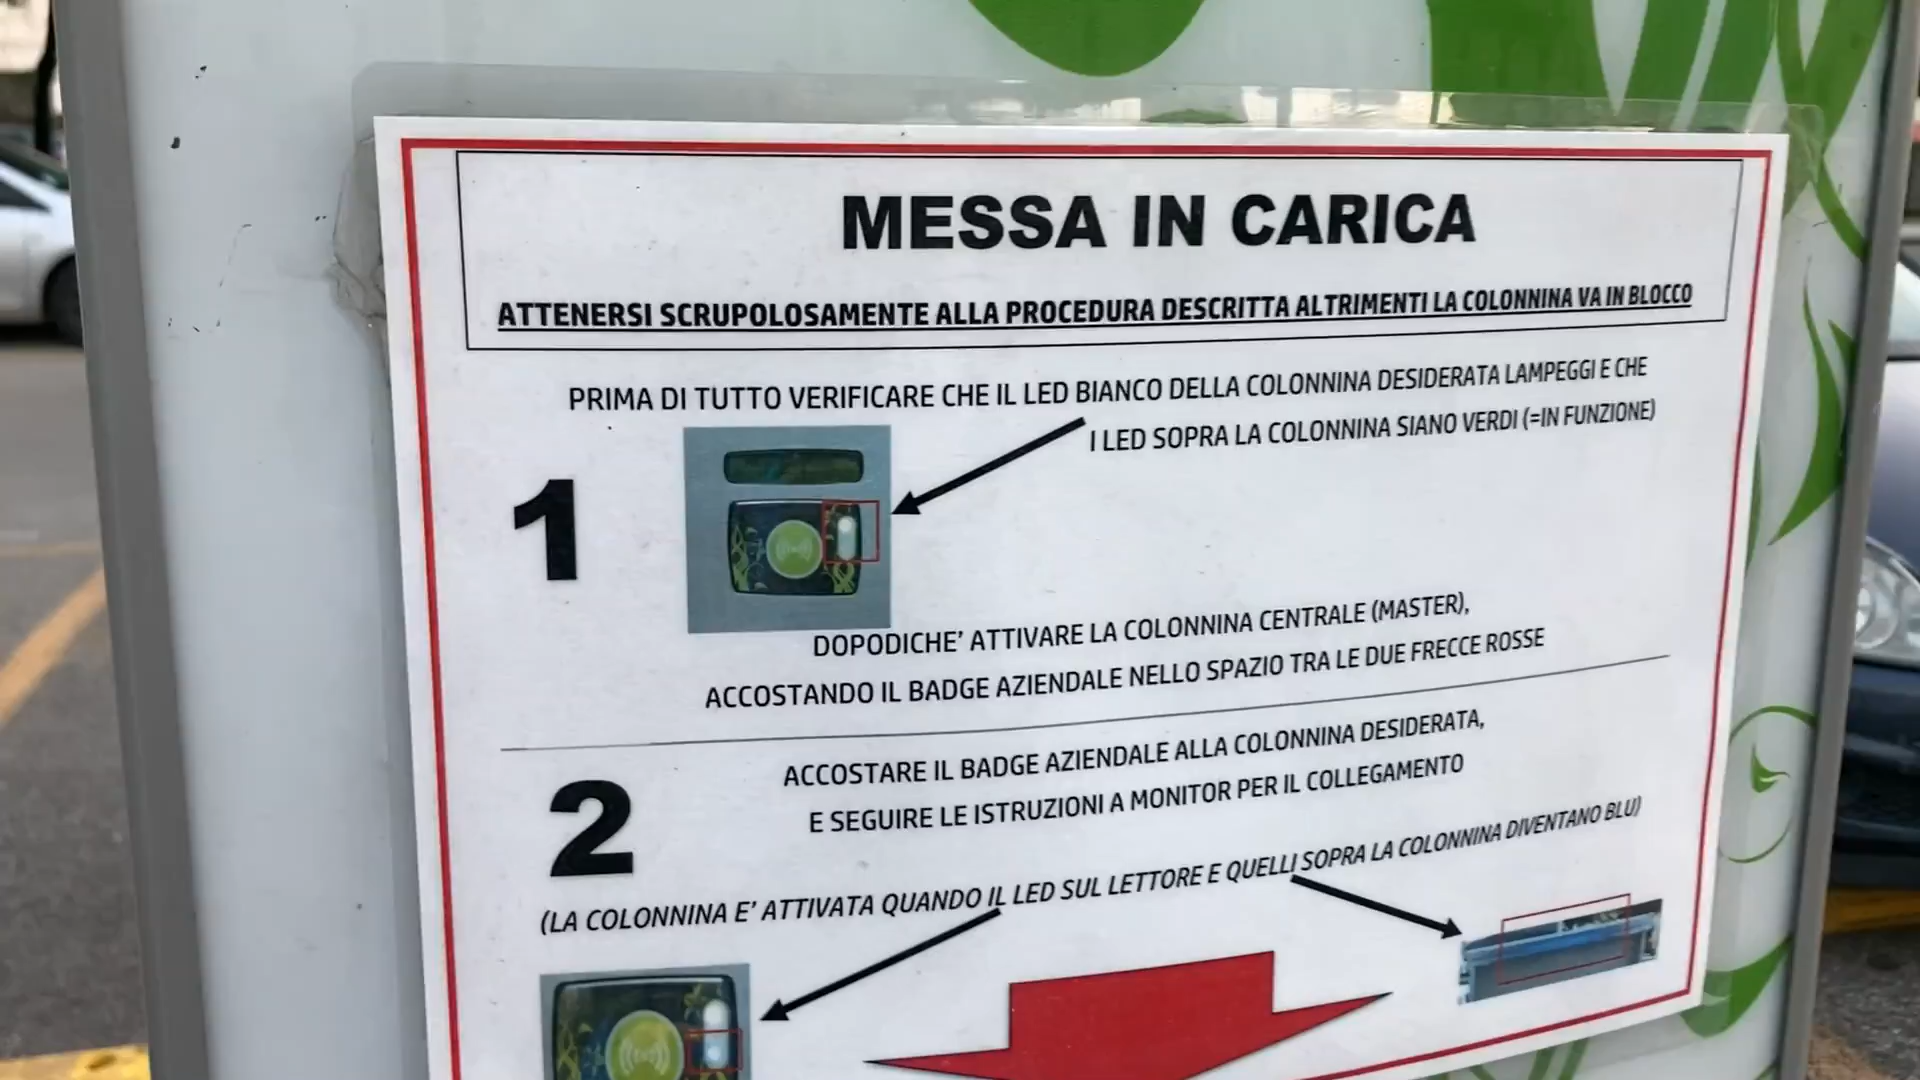 MESSA IN CARICA
ATTENERSI SCRUPOLOSAMENTE ALLA PROCEDURA DESCRITTA ALTRIMENTI LA COLONNINA VA IN BLOCCO
PRIMA DI TUTTO VERIFICARE CHE IL LED BIANCO DELLA COLONNINA DESIDERATA LAMPEGGI E CHE
I LED SOPRA LA COLONNINA SIANO VERDI (=IN FUNZIONE)
1
DOPODICHE' ATTIVARE LA COLONNINA CENTRALE (MASTER),
ACCOSTANDO IL BADGE AZIENDALE NELLO SPAZIO TRA LE DUE FRECCE ROSSE
2
ACCOSTARE IL BADGE AZIENDALE ALLA COLONNINA DESIDERATA,
E SEGUIRE LE ISTRUZIONI A MONITOR PER IL COLLEGAMENTO
(LA COLONNINA E' ATTIVATA QUANDO IL LED SUL LETTORE E QUELLI SOPRA LA COLONNINA DIVENTANO BLU)